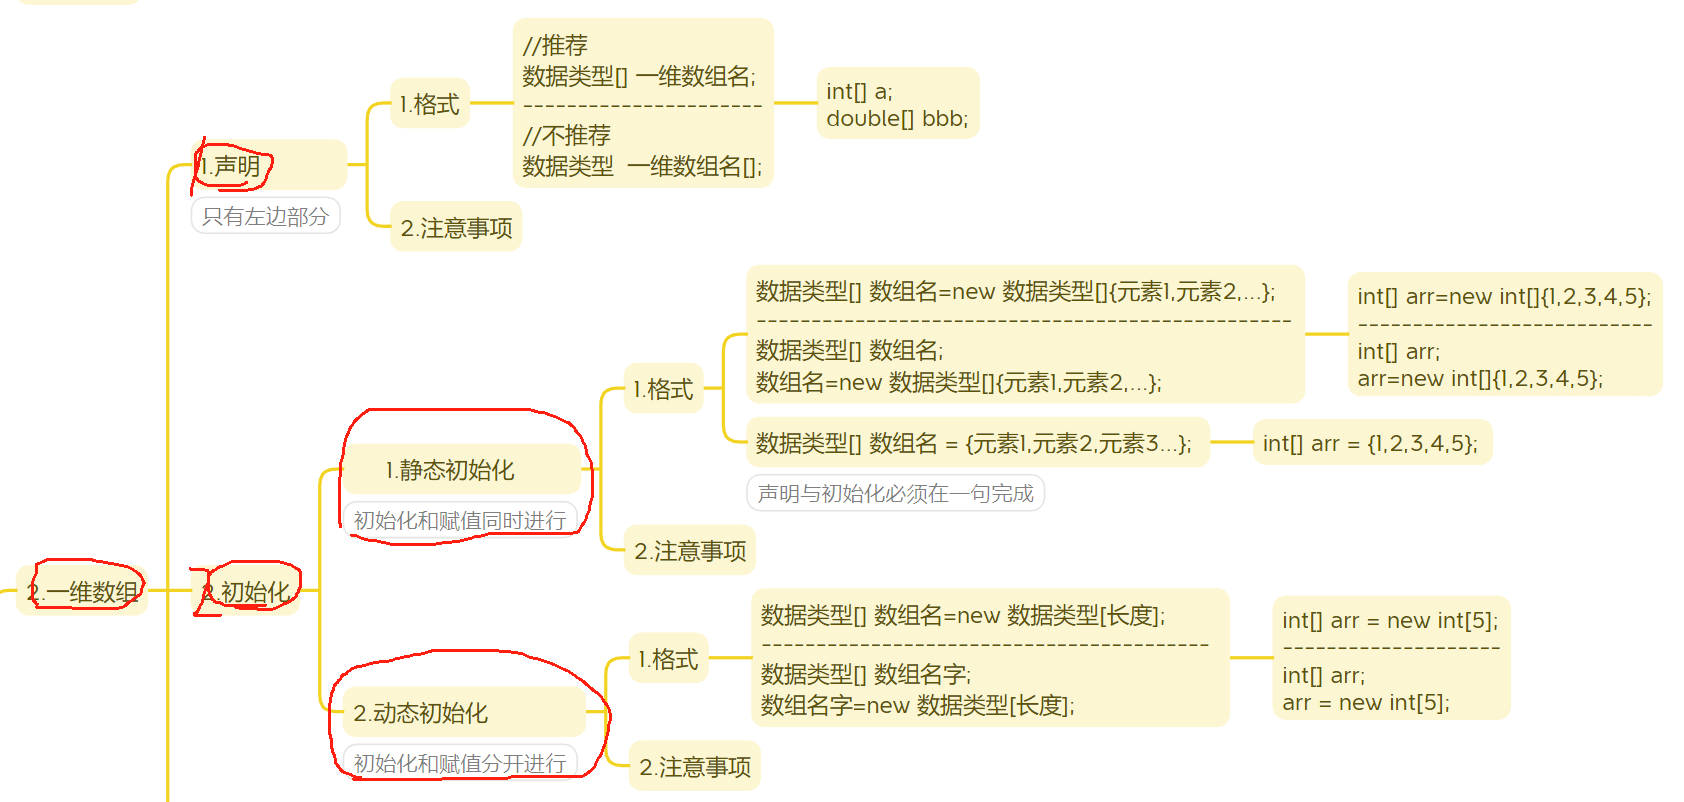 2.一维数组
1.声明
只有左边部分
1.格式
//推荐
数据类型[] 一维数组名;
----------------------
//不推荐
数据类型  一维数组名[];
int[] a;
double[] bbb;
2.注意事项
2.初始化
1.静态初始化
初始化和赋值同时进行
1.格式
数据类型[] 数组名=new 数据类型[]{元素1,元素2,...};
-------------------------------------------------
数据类型[] 数组名;
数组名=new 数据类型[]{元素1,元素2,...};
int[] arr=new int[]{1,2,3,4,5};
---------------------------
int[] arr;
arr=new int[]{1,2,3,4,5};
数据类型[] 数组名 = {元素1,元素2,元素3...};
声明与初始化必须在一句完成
int[] arr = {1,2,3,4,5};
2.注意事项
2.动态初始化
初始化和赋值分开进行
1.格式
数据类型[] 数组名=new 数据类型[长度];
-----------------------------------------
数据类型[] 数组名字;
数组名字=new 数据类型[长度];
int[] arr = new int[5];
--------------------
int[] arr;
arr = new int[5];
2.注意事项